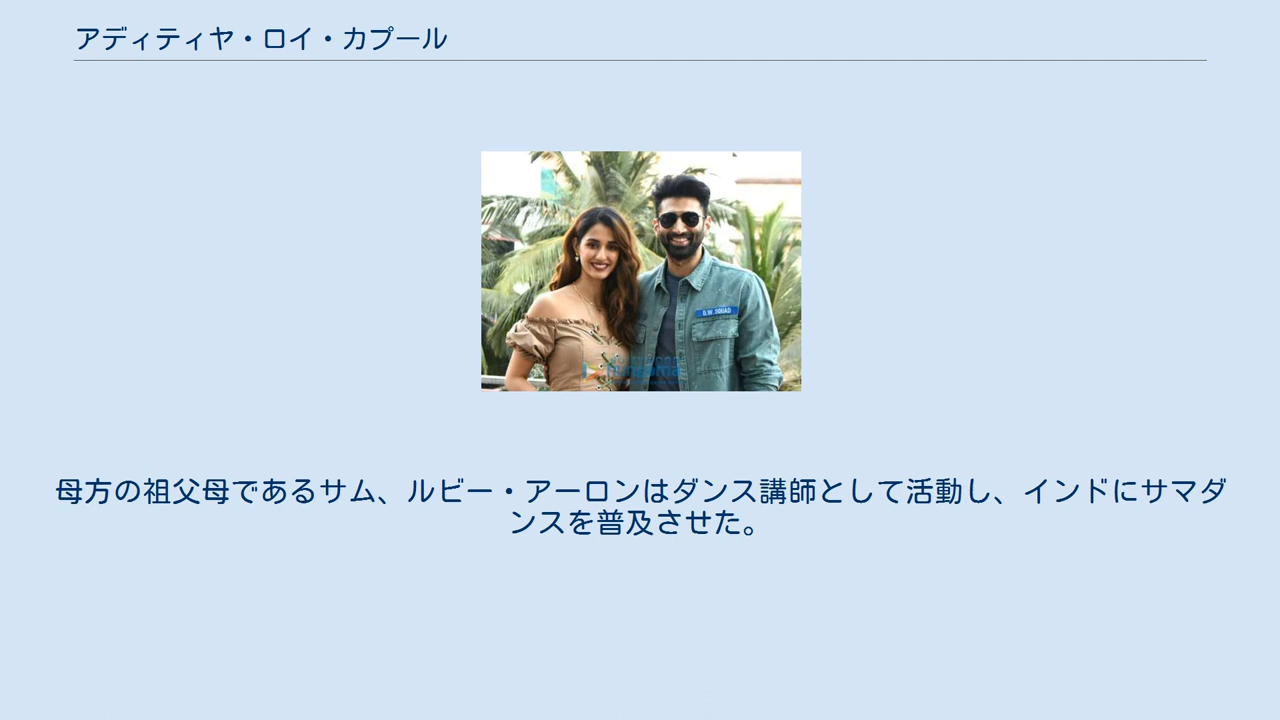 アディティヤ・ロイ・カプール
D.W. SQUAD
hungama
母方の祖父母であるサム、ルビー・アーロンはダンス講師として活動し、インドにサマダ
ンスを普及させた。